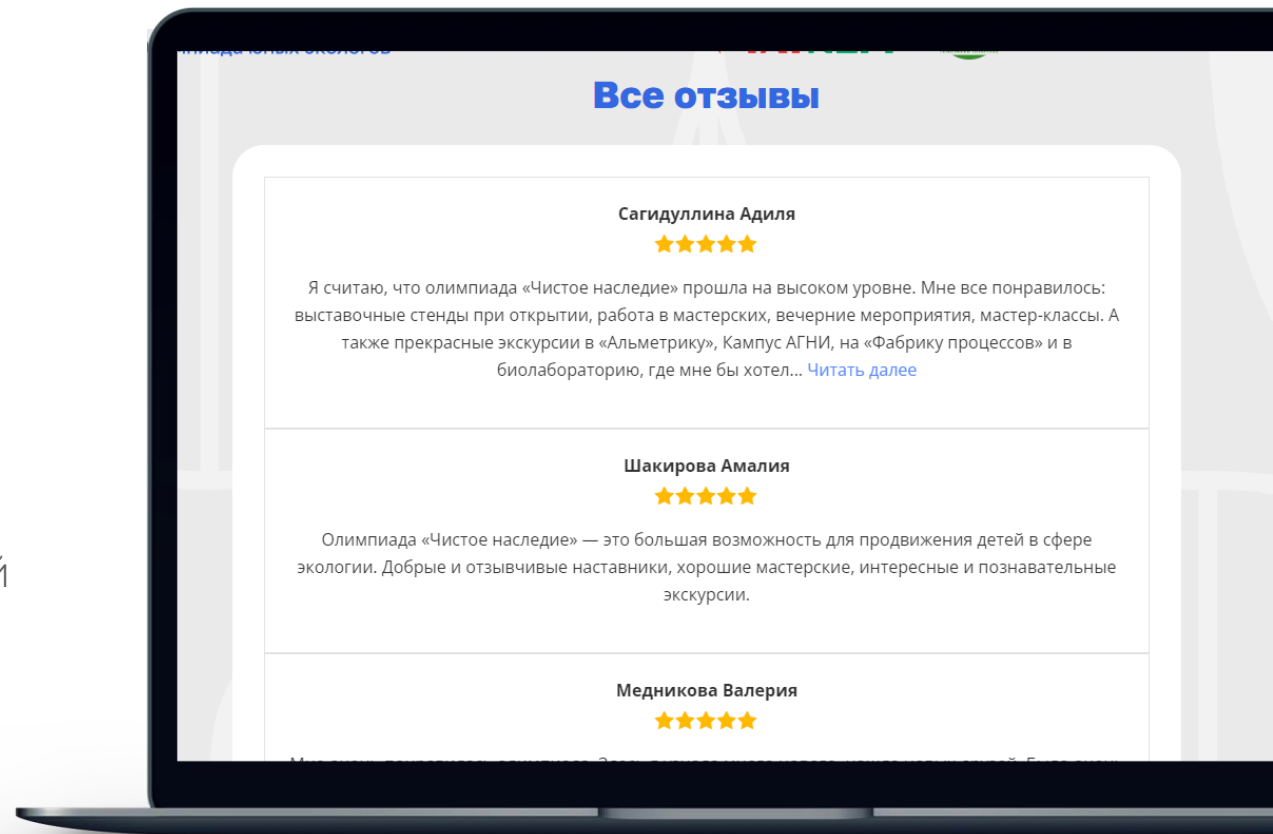 юных экологов
Все отзывы
Сагидуллина Адиля
Я считаю, что олимпиада «Чистое наследие» прошла на высоком уровне. Мне все понравилось:
выставочные стенды при открытии, работа в мастерских, вечерние мероприятия, мастер-классы. А
также прекрасные экскурсии в «Альметрику», Кампус АГНИ, на «Фабрику процессов» и в
биолабораторию, где мне бы хотел... Читать далее
Шакирова Амалия
Олимпиада «Чистое наследие» — это большая возможность для продвижения детей в сфере
экологии. Добрые и отзывчивые наставники, хорошие мастерские, интересные и познавательные
экскурсии.
й
Медникова Валерия